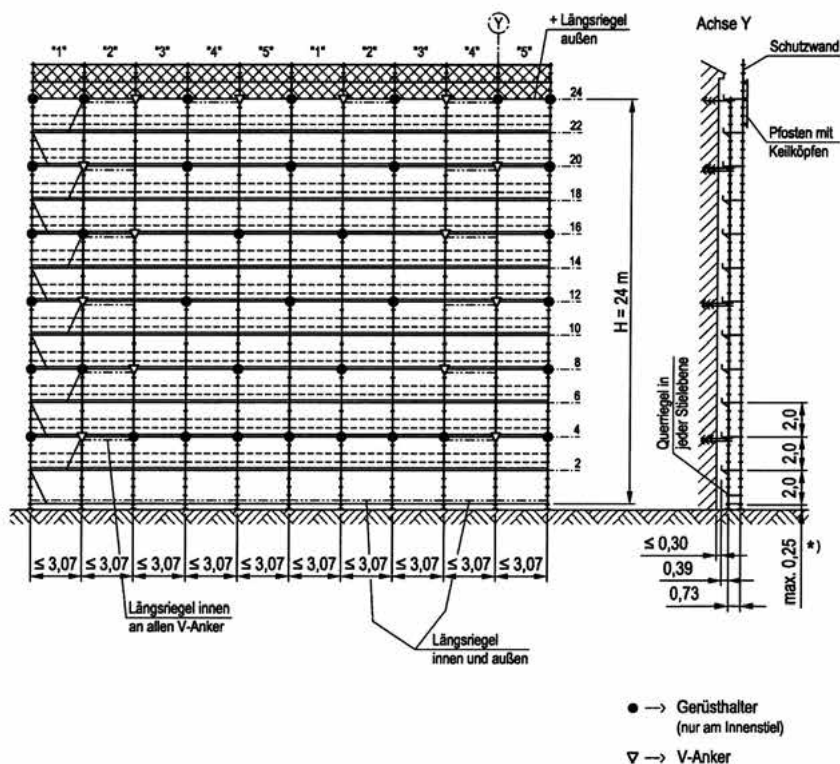 "1" "2" "3" "4" "5" "1" "2" "3" "4" "5"
Y
+ Längsriegel
außen
Achse Y
Schutzwand
Pfosten mit
Keilköpfen
24
22
20
18
16
14
12
10
8
6
4
2
H = 24 m
Querriegel in
jeder Stielebene
2,0
2,0
2,0
≤ 3,07 ≤ 3,07 ≤ 3,07 ≤ 3,07 ≤ 3,07 ≤ 3,07 ≤ 3,07 ≤ 3,07 ≤ 3,07 ≤ 3,07
≤ 0,30
0,39
0,73
max. 0,25 *)
Längsriegel innen
an allen V-Anker
Längsriegel
innen und außen
Gerüsthalter
(nur am Innenstiel)
V-Anker